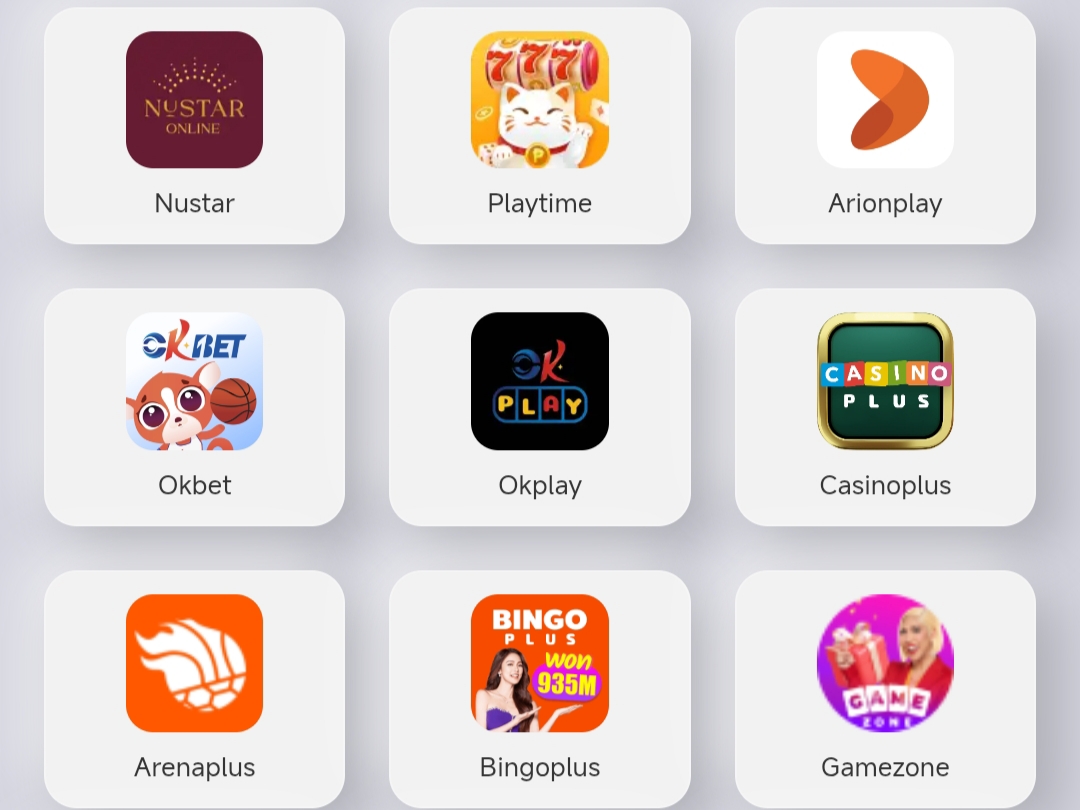 NUSTAR
ONLINE
Nustar
777
P
Playtime
Arionplay
OKBET
Okbet
OK
PLAY
Okplay
CASINO
PLUS
Casinoplus
Arenaplus
BINGO
PLUS
won
935M
Bingoplus
GAME
ZONE
Gamezone